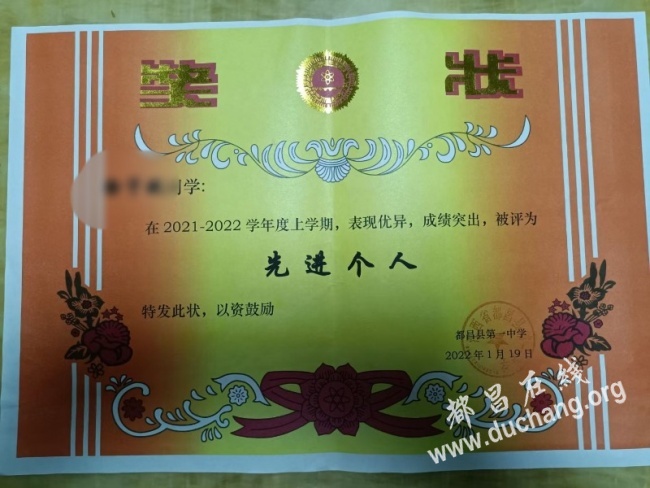 奖状
同学:
在 2021-2022 学年度上学期，表现优异，成绩突出，被评为
先进个人
特发此状，以资鼓励
都昌县第一中学
2022 年 1 月 19 日
都昌在线
www.duchang.org